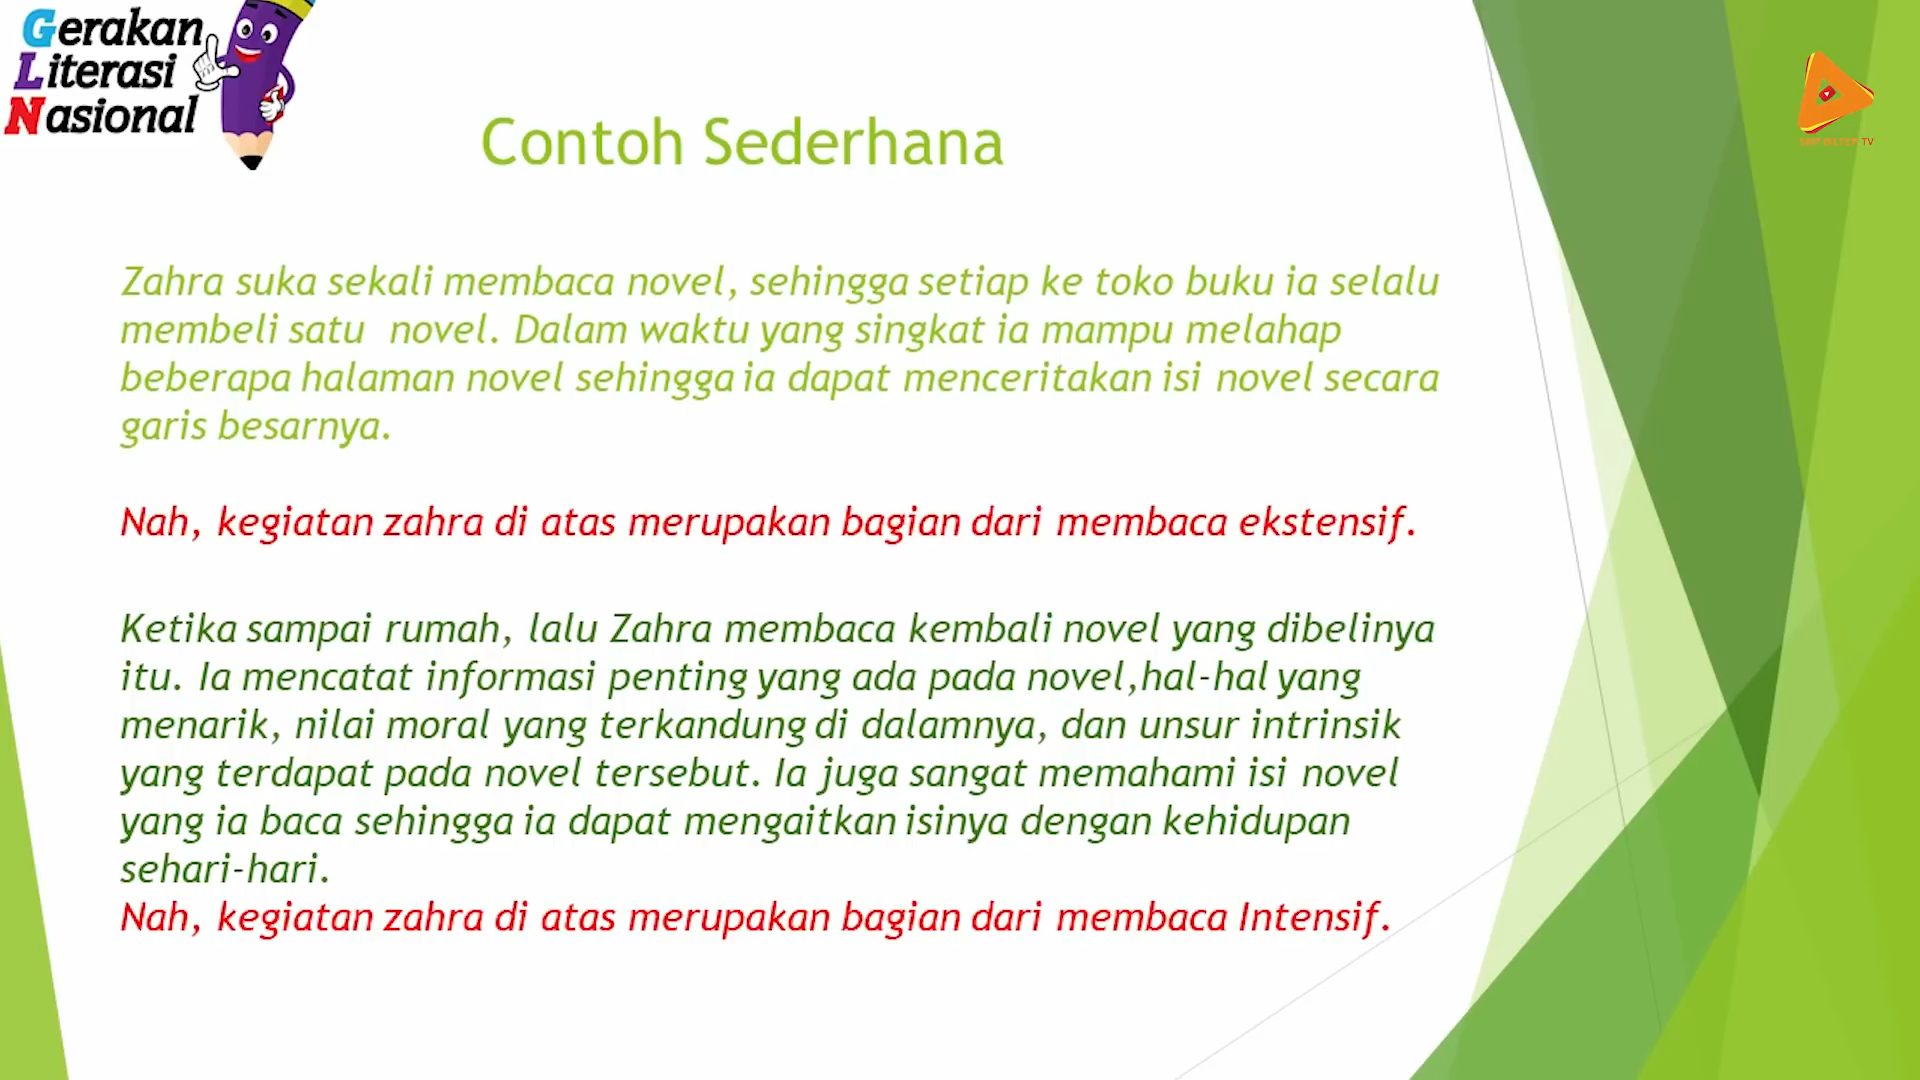 Gerakan
Literasi
Nasional
Contoh Sederhana
Zahra suka sekali membaca novel, sehingga setiap ke toko buku ia selalu
membeli satu novel. Dalam waktu yang singkat ia mampu melahap
beberapa halaman novel sehingga ia dapat menceritakan isi novel secara
garis besarnya.
Nah, kegiatan zahra di atas merupakan bagian dari membaca ekstensif.
Ketika sampai rumah, lalu Zahra membaca kembali novel yang dibelinya
itu. Ia mencatat informasi penting yang ada pada novel,hal-hal yang
menarik, nilai moral yang terkandung di dalamnya, dan unsur intrinsik
yang terdapat pada novel tersebut. Ia juga sangat memahami isi novel
yang ia baca sehingga ia dapat mengaitkan isinya dengan kehidupan
sehari-hari.
Nah, kegiatan zahra di atas merupakan bagian dari membaca Intensif.
TV